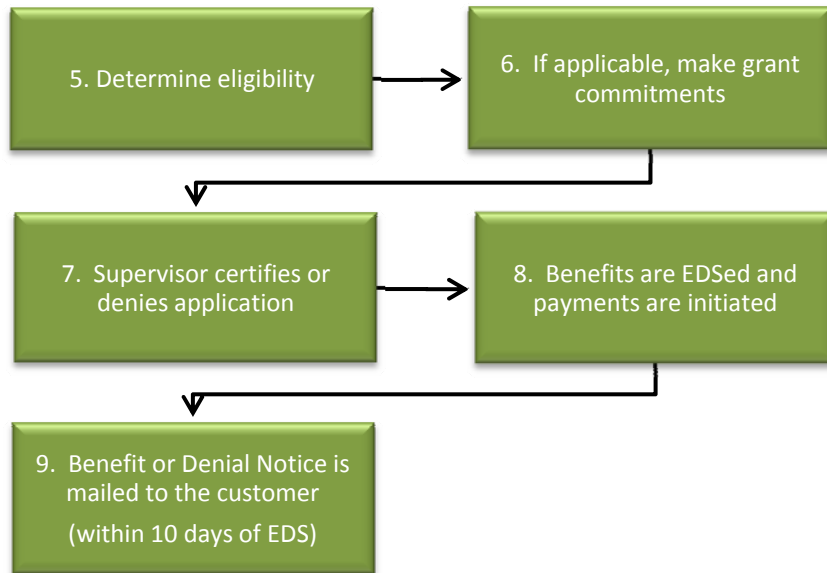 5. Determine eligibility
6.  If applicable, make grant
commitments
7.  Supervisor certifies or
denies application
8.  Benefits are EDSed and
payments are initiated
9.  Benefit or Denial Notice is
mailed to the customer
(within 10 days of EDS)